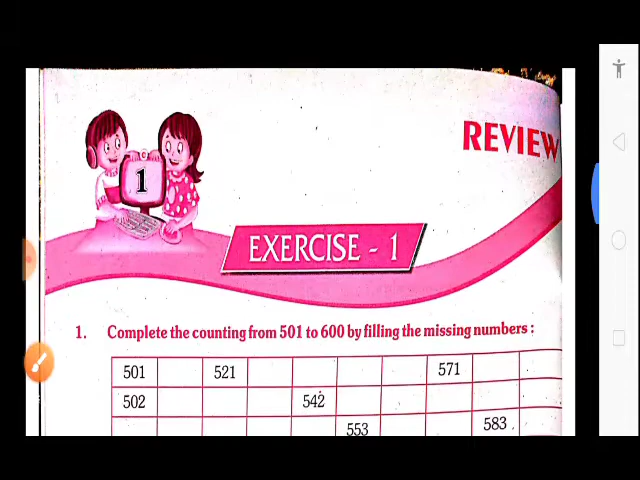 REVIEW
1
EXERCISE - 1
1. Complete the counting from 501 to 600 by filling the missing numbers :
501 521 571
502 542
553 583